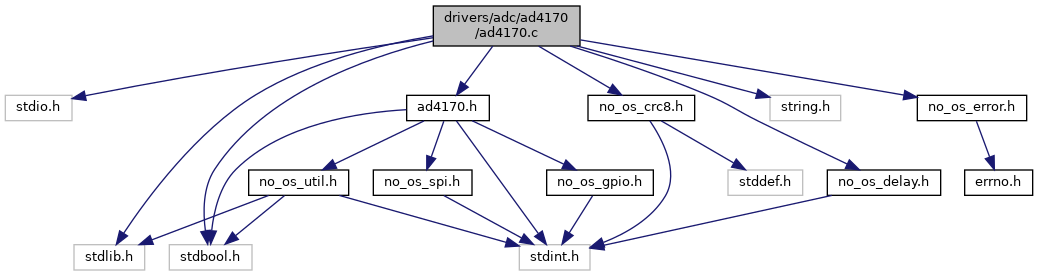 drivers/adc/ad4170
/ad4170.c
stdio.h
ad4170.h
no_os_crc8.h
string.h
no_os_error.h
no_os_util.h
no_os_spi.h
no_os_gpio.h
stddef.h
no_os_delay.h
errno.h
stdlib.h
stdbool.h
stdint.h